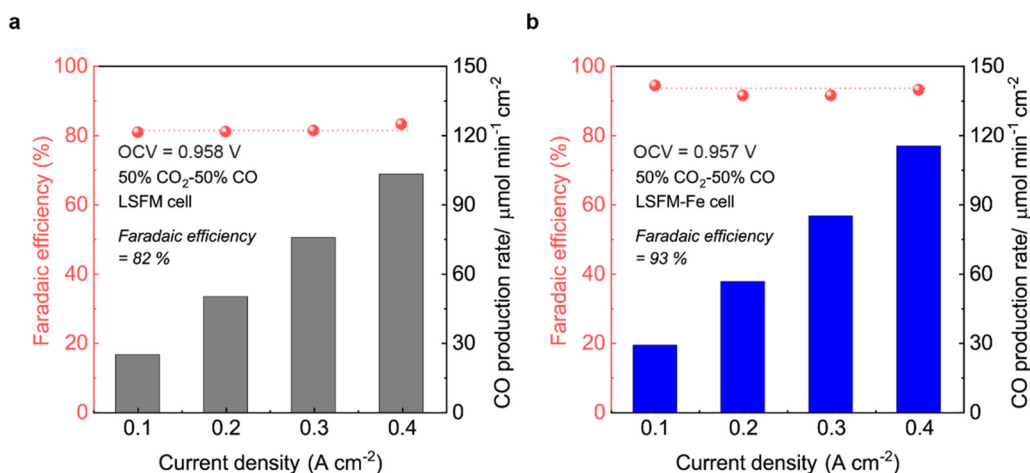 a
Faradaic efficiency (%)
100
80
60
40
20
0
OCV = 0.958 V
50% CO₂-50% CO
LSFM cell
Faradaic efficiency
= 82 %
150
120
90
60
30
0
CO production rate/ μmol min⁻¹ cm⁻²
0.1 0.2 0.3 0.4
Current density (A cm⁻²)
b
Faradaic efficiency (%)
100
80
60
40
20
0
OCV = 0.957 V
50% CO₂-50% CO
LSFM-Fe cell
Faradaic efficiency
= 93 %
150
120
90
60
30
0
CO production rate/ μmol min⁻¹ cm⁻²
0.1 0.2 0.3 0.4
Current density (A cm⁻²)